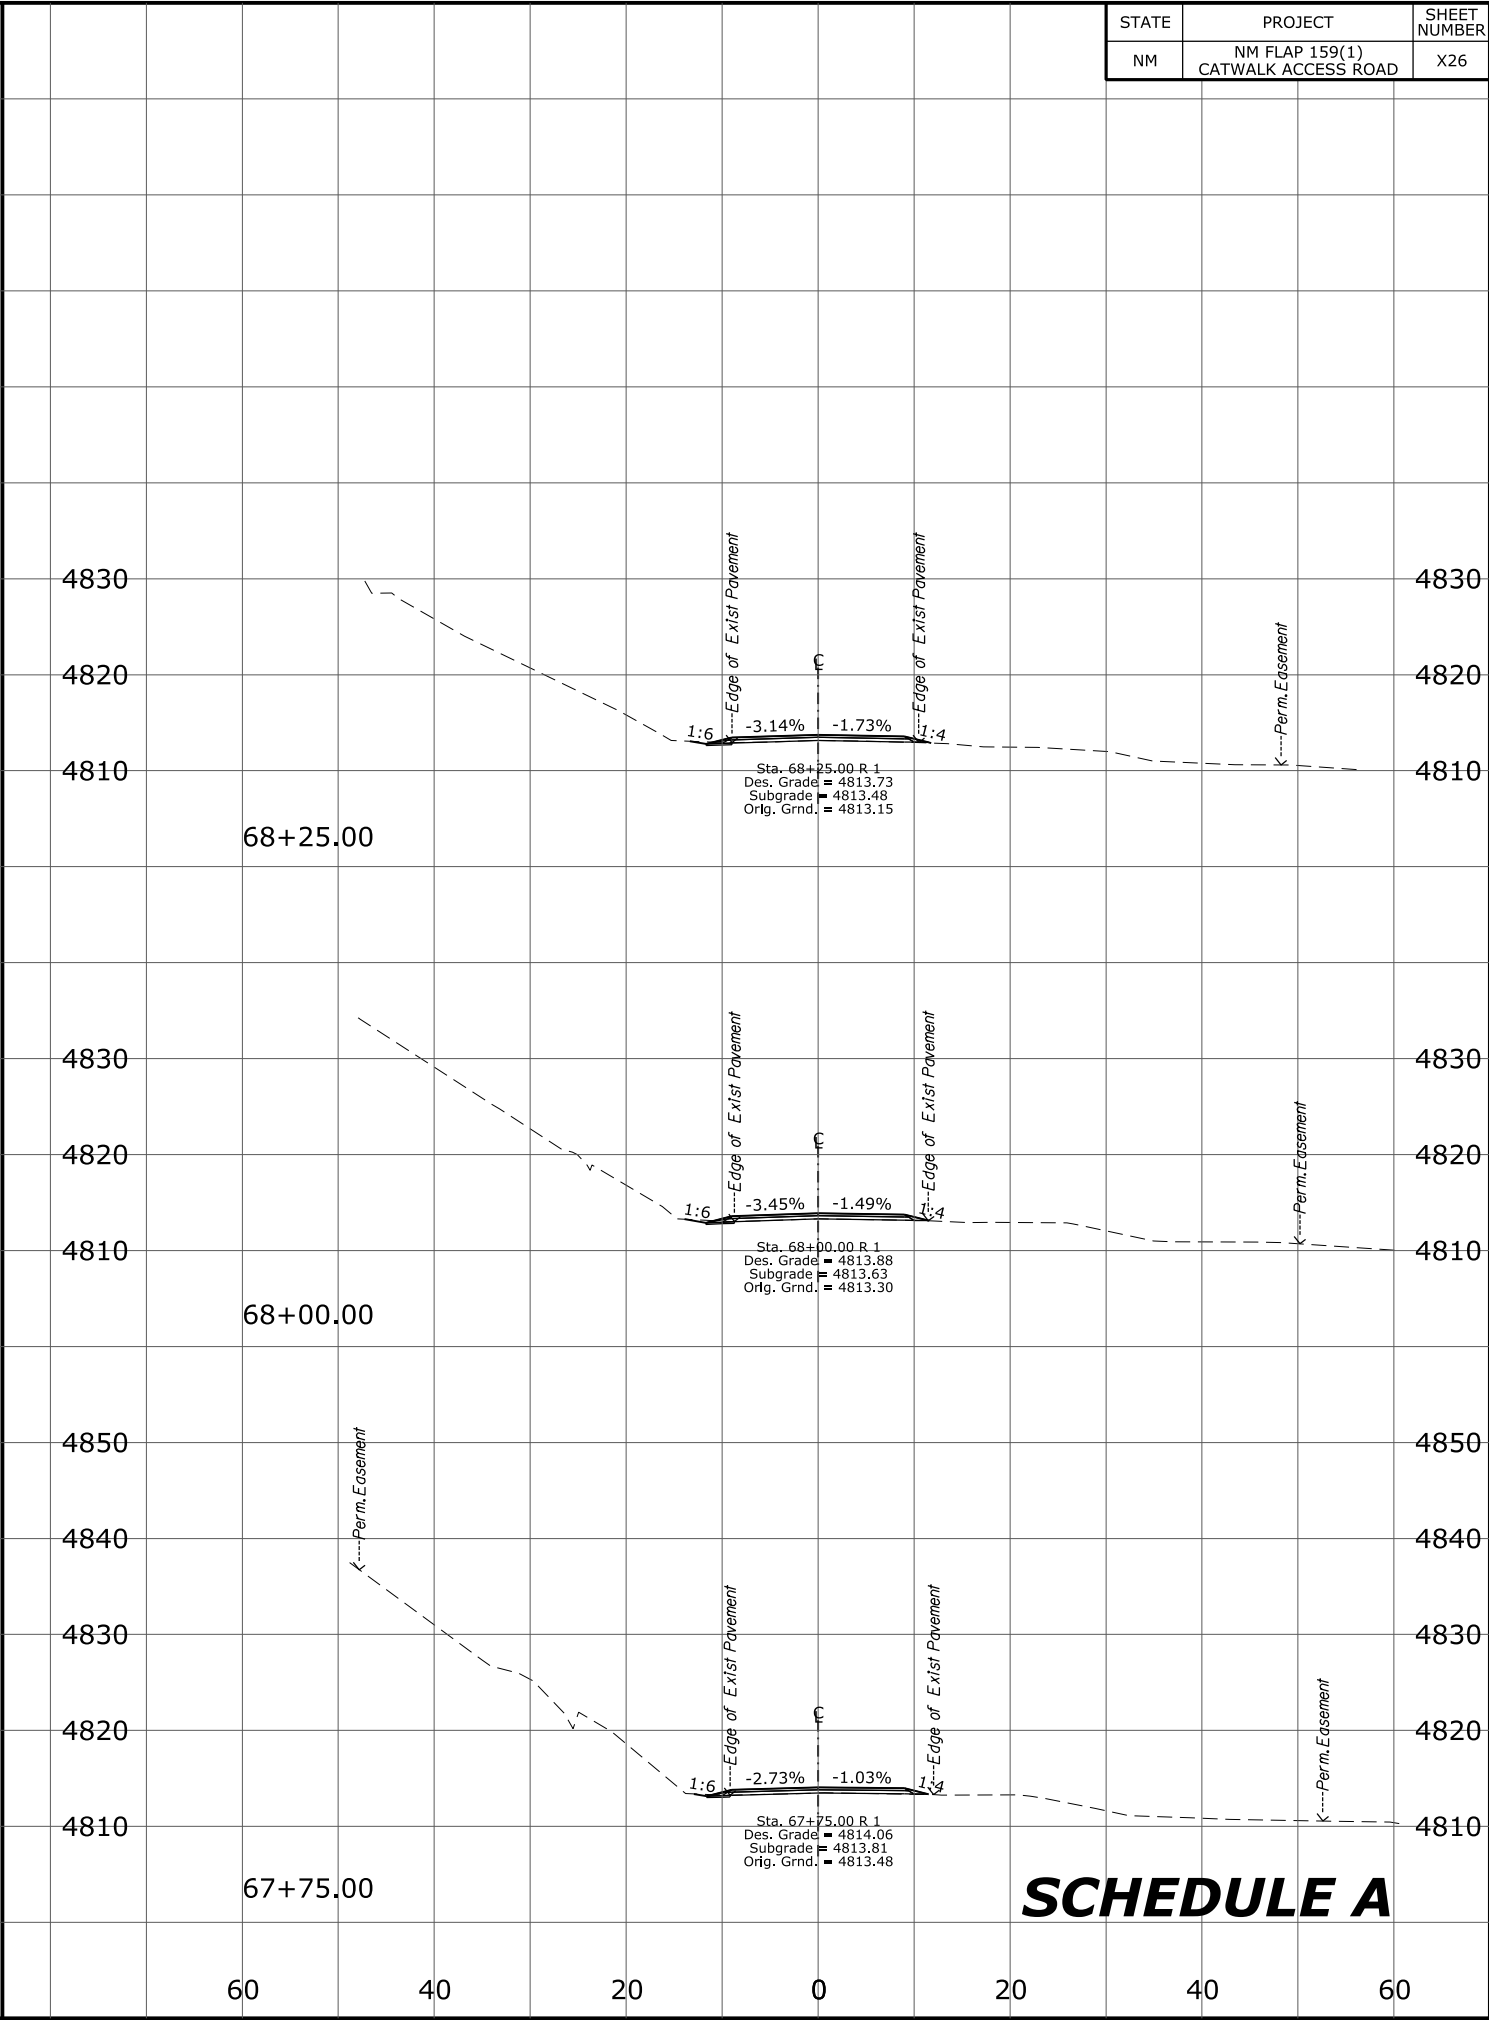 STATE PROJECT SHEET NUMBER
NM NM FLAP 159(1) CATWALK ACCESS ROAD X26
Edge of Exist Pavement
Edge of Exist Pavement
4830 4830
Perm. Easement
4820 CL 4820
1:6 -3.14% -1.73% 1:4
4810 4810
Sta. 68+25.00 R 1
Des. Grade = 4813.73
Subgrade = 4813.48
Orig. Grnd. = 4813.15
68+25.00
Edge of Exist Pavement
Edge of Exist Pavement
4830 4830
Perm. Easement
4820 CL 4820
1:6 -3.45% -1.49% 1:4
4810 4810
Sta. 68+00.00 R 1
Des. Grade = 4813.88
Subgrade = 4813.63
Orig. Grnd. = 4813.30
68+00.00
4850 4850
Perm. Easement
4840 4840
Edge of Exist Pavement
Edge of Exist Pavement
4830 4830
Perm. Easement
4820 CL 4820
1:6 -2.73% -1.03% 1:4
4810 4810
Sta. 67+75.00 R 1
Des. Grade = 4814.06
Subgrade = 4813.81
Orig. Grnd. = 4813.48
67+75.00
SCHEDULE A
60 40 20 0 20 40 60